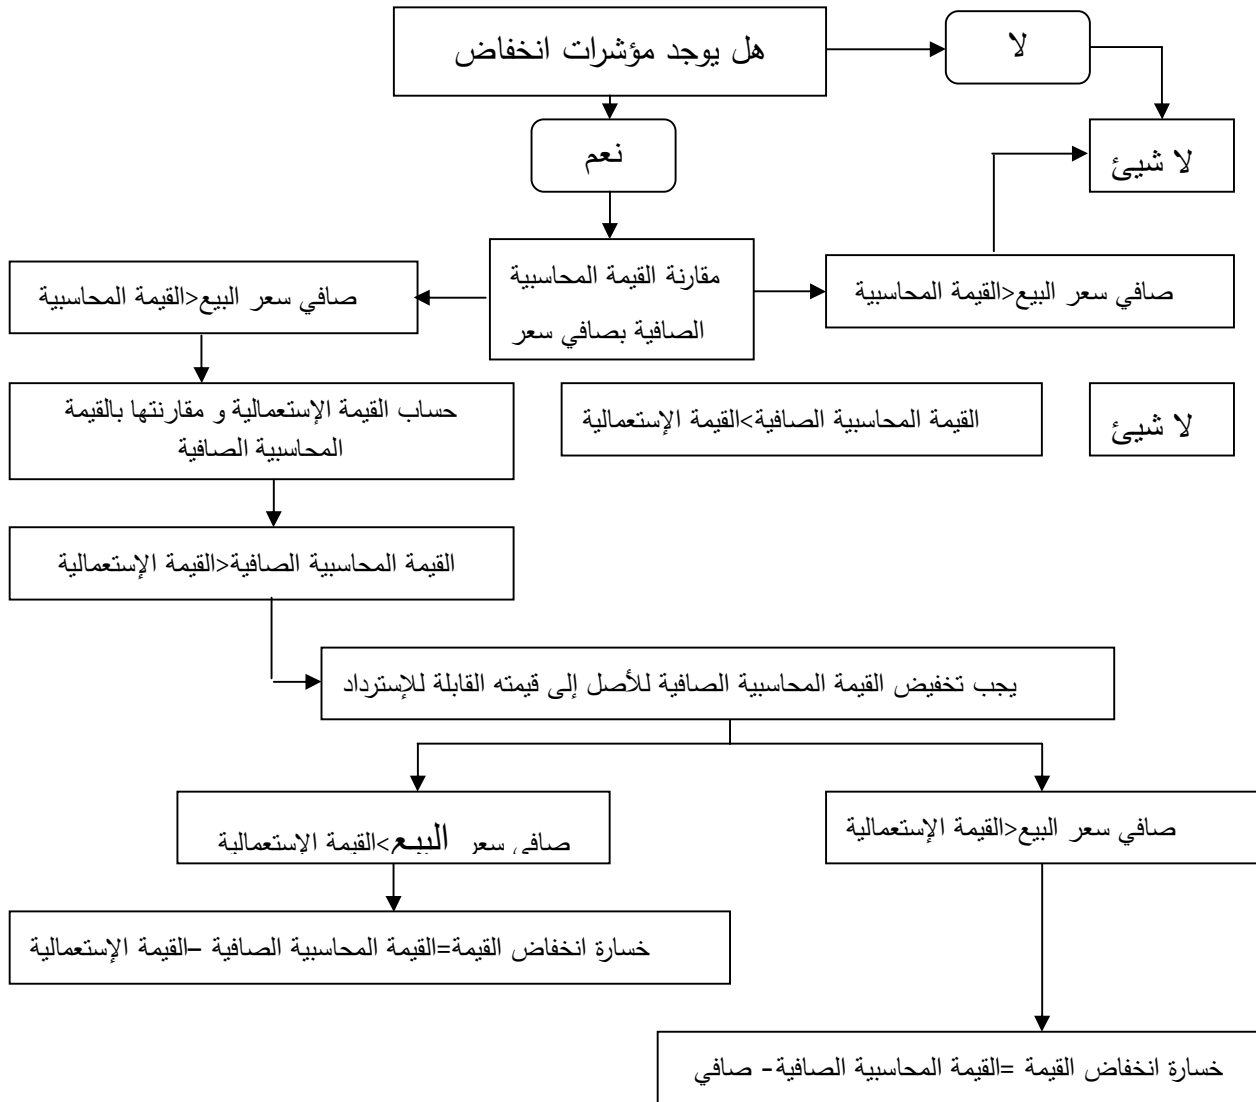 هل يوجد مؤشرات انخفاض
لا
نعم
لا شيئ
مقارنة القيمة المحاسبية
الصافية بصافي سعر
صافي سعر البيع>القيمة المحاسبية
صافي سعر البيع>القيمة المحاسبية
حساب القيمة الإستعمالية و مقارنتها بالقيمة
المحاسبية الصافية
القيمة المحاسبية الصافية<القيمة الإستعمالية
لا شيئ
القيمة المحاسبية الصافية>القيمة الإستعمالية
يجب تخفيض القيمة المحاسبية الصافية للأصل إلى قيمته القابلة للإسترداد
صافي سعر البيع>القيمة الإستعمالية
صافي سعر البيع<القيمة الإستعمالية
خسارة انخفاض القيمة=القيمة المحاسبية الصافية –القيمة الإستعمالية
خسارة انخفاض القيمة =القيمة المحاسبية الصافية- صافي